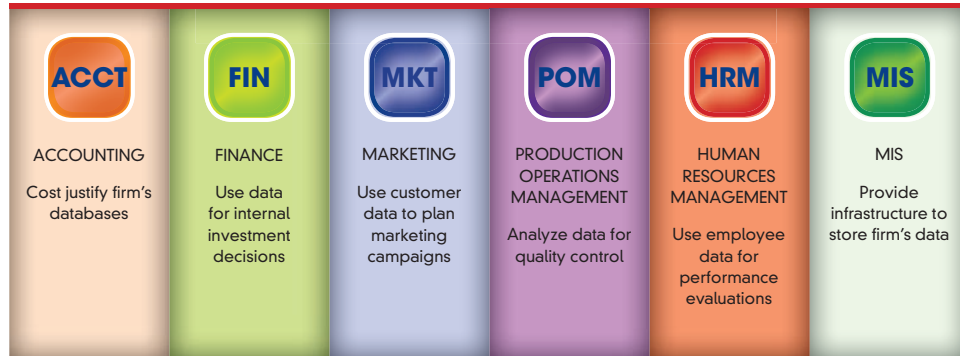 ACCT
ACCOUNTING
Cost justify firm's
databases
FIN
FINANCE
Use data
for internal
investment
decisions
MKT
MARKETING
Use customer
data to plan
marketing
campaigns
POM
PRODUCTION
OPERATIONS
MANAGEMENT
Analyze data for
quality control
HRM
HUMAN
RESOURCES
MANAGEMENT
Use employee
data for
performance
evaluations
MIS
MIS
Provide
infrastructure to
store firm's data